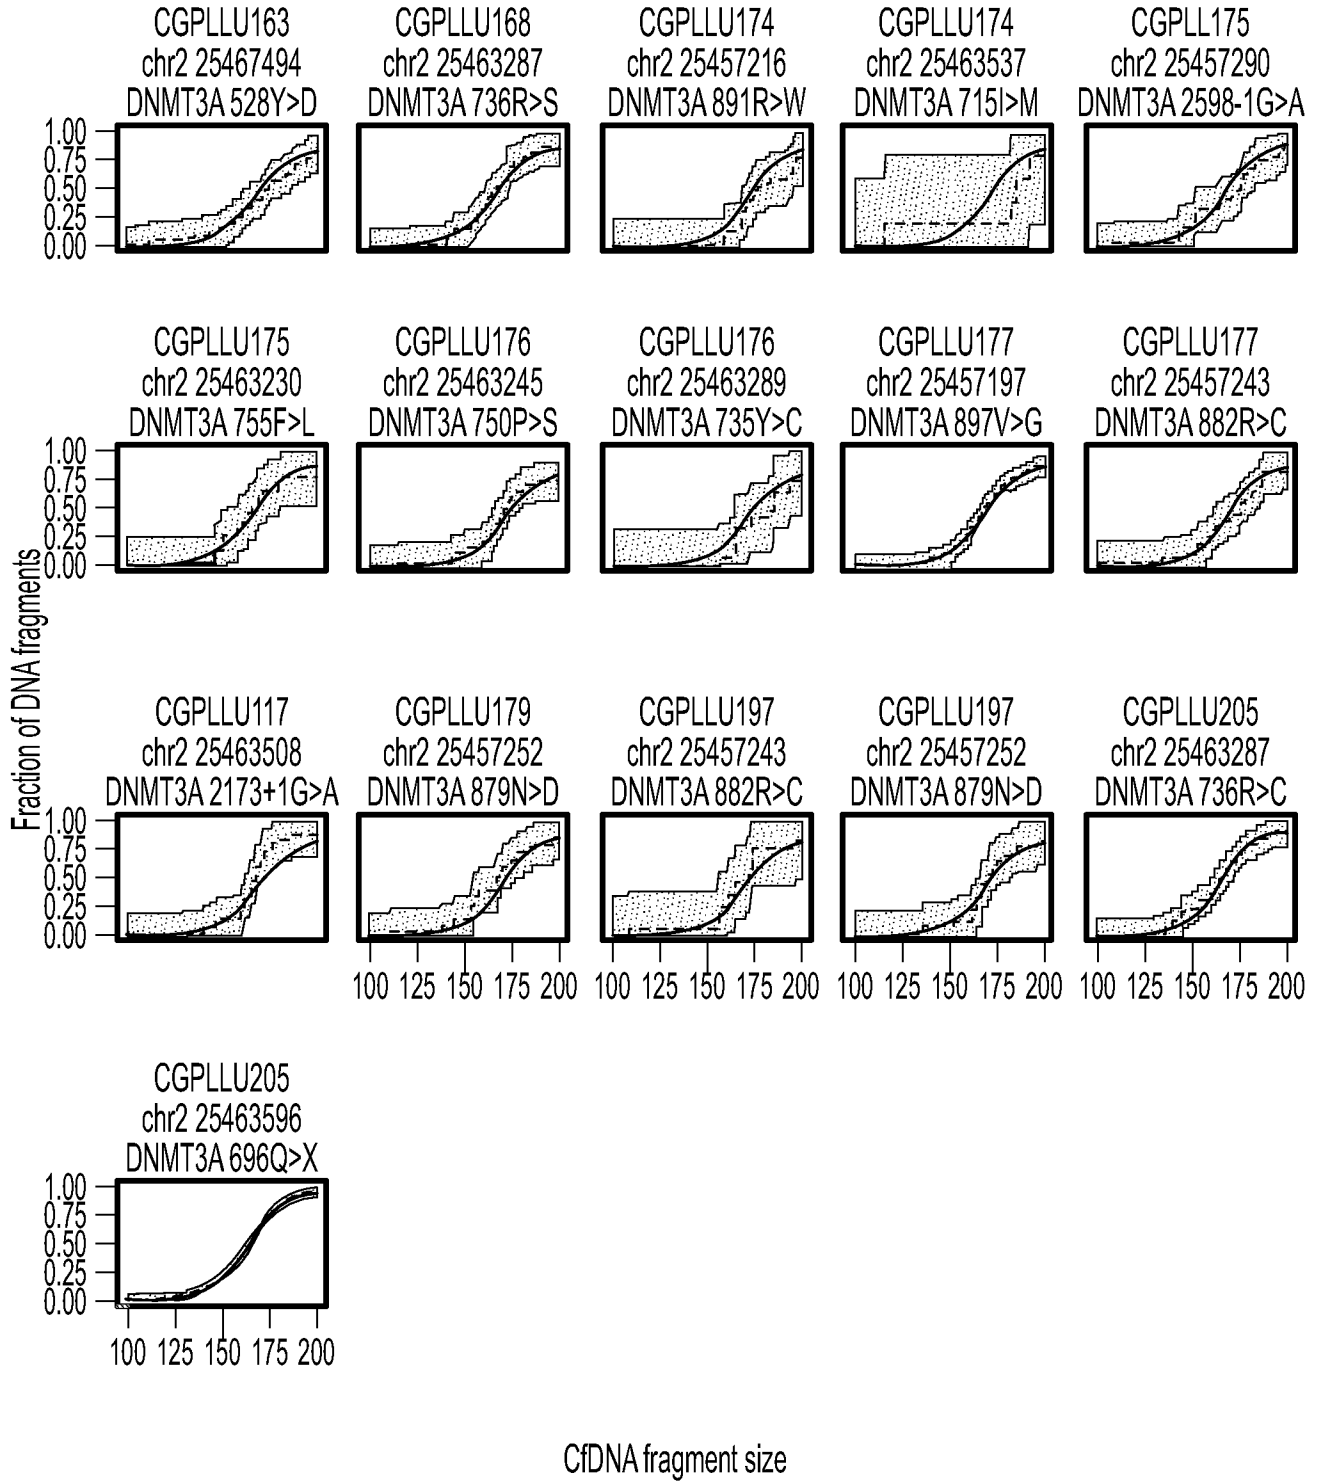 CGPLLU163
chr2 25467494
DNMT3A 528Y>D
CGPLLU168
chr2 25463287
DNMT3A 736R>S
CGPLLU174
chr2 25457216
DNMT3A 891R>W
CGPLLU174
chr2 25463537
DNMT3A 715I>M
CGPLL175
chr2 25457290
DNMT3A 2598-1G>A
1.00
0.75
0.50
0.25
0.00
CGPLLU175
chr2 25463230
DNMT3A 755F>L
CGPLLU176
chr2 25463245
DNMT3A 750P>S
CGPLLU176
chr2 25463289
DNMT3A 735Y>C
CGPLLU177
chr2 25457197
DNMT3A 897V>G
CGPLLU177
chr2 25457243
DNMT3A 882R>C
1.00
0.75
0.50
0.25
0.00
Fraction of DNA fragments
CGPLLU117
chr2 25463508
DNMT3A 2173+1G>A
CGPLLU179
chr2 25457252
DNMT3A 879N>D
CGPLLU197
chr2 25457243
DNMT3A 882R>C
CGPLLU197
chr2 25457252
DNMT3A 879N>D
CGPLLU205
chr2 25463287
DNMT3A 736R>C
1.00
0.75
0.50
0.25
0.00
100 125 150 175 200
100 125 150 175 200
100 125 150 175 200
100 125 150 175 200
CGPLLU205
chr2 25463596
DNMT3A 696Q>X
1.00
0.75
0.50
0.25
0.00
100 125 150 175 200
CfDNA fragment size